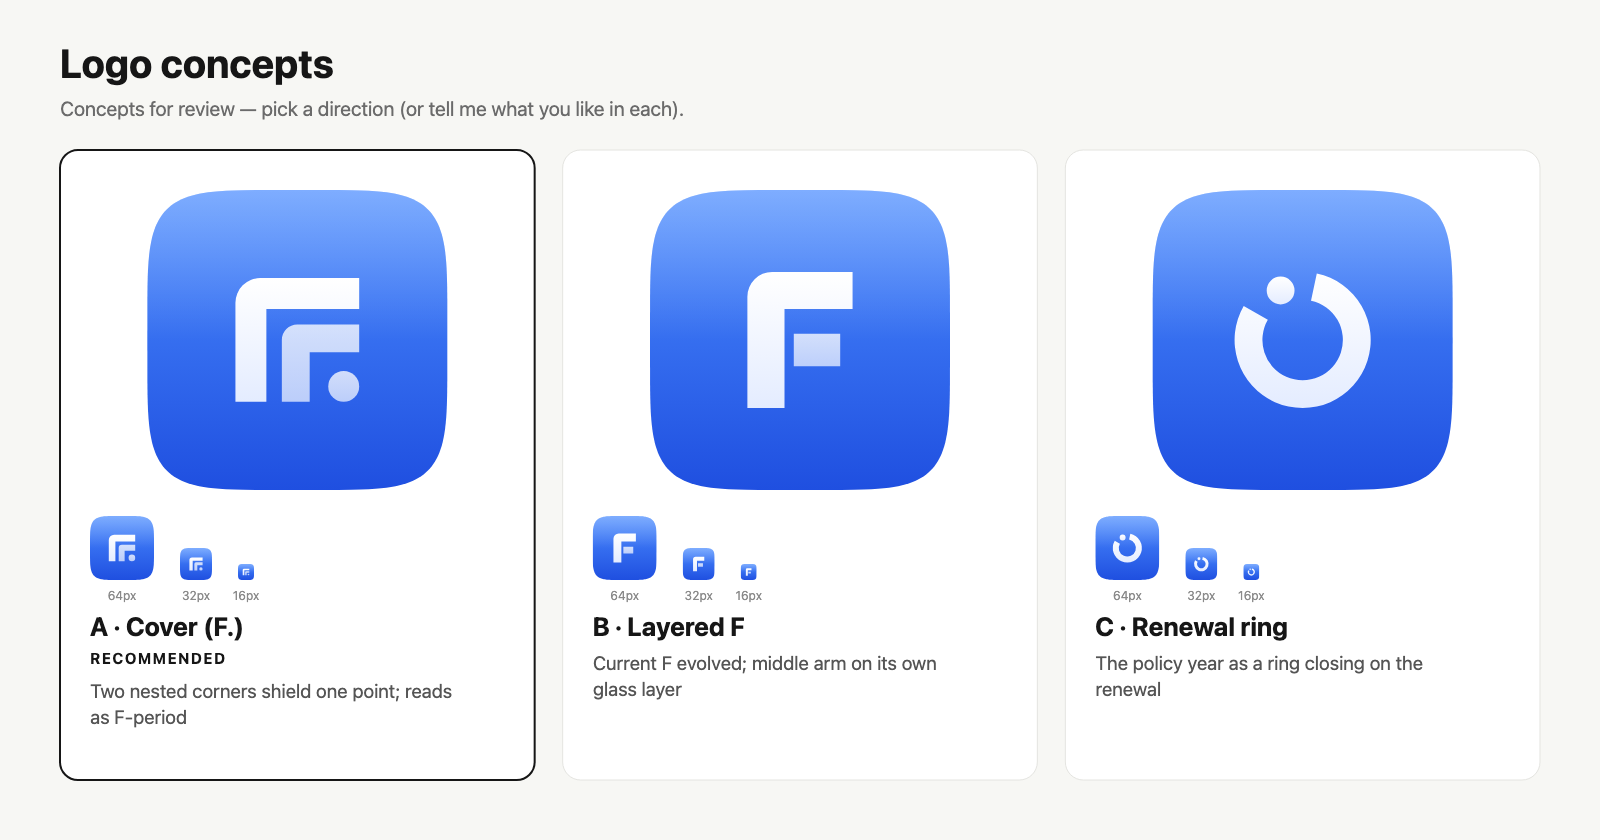 Logo concepts
Concepts for review — pick a direction (or tell me what you like in each).
64px 32px 16px
A · Cover (F.)
RECOMMENDED
Two nested corners shield one point; reads
as F-period
F
F F F
64px 32px 16px
B · Layered F
Current F evolved; middle arm on its own
glass layer
64px 32px 16px
C · Renewal ring
The policy year as a ring closing on the
renewal